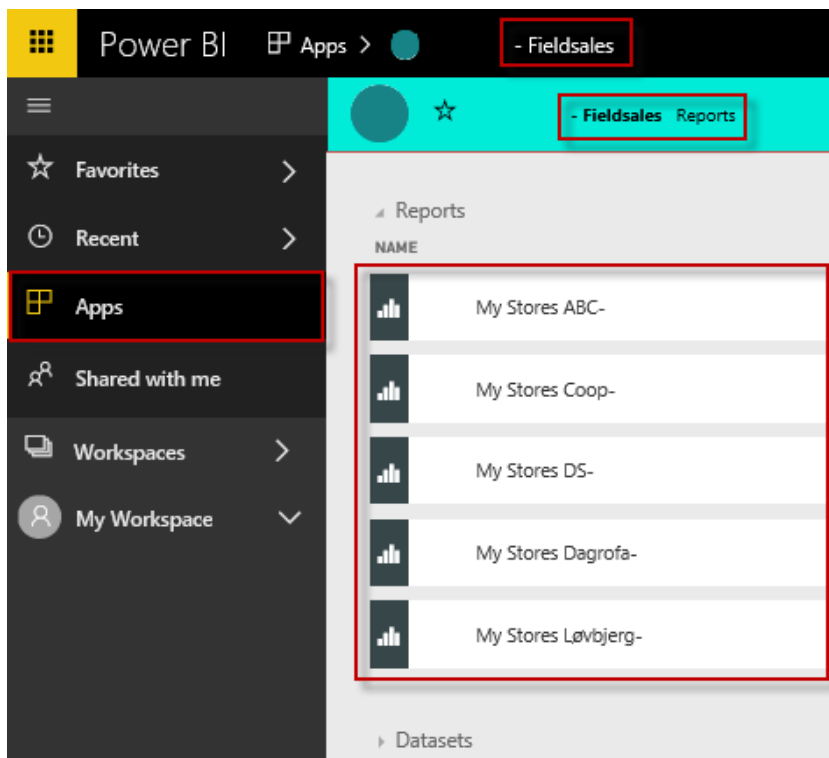 Power BI Apps > - Fieldsales
- Fieldsales Reports
Favorites
Recent
Apps
Shared with me
Workspaces
My Workspace
Reports
NAME
My Stores ABC-
My Stores Coop-
My Stores DS-
My Stores Dagrofa-
My Stores Løvbjerg-
Datasets